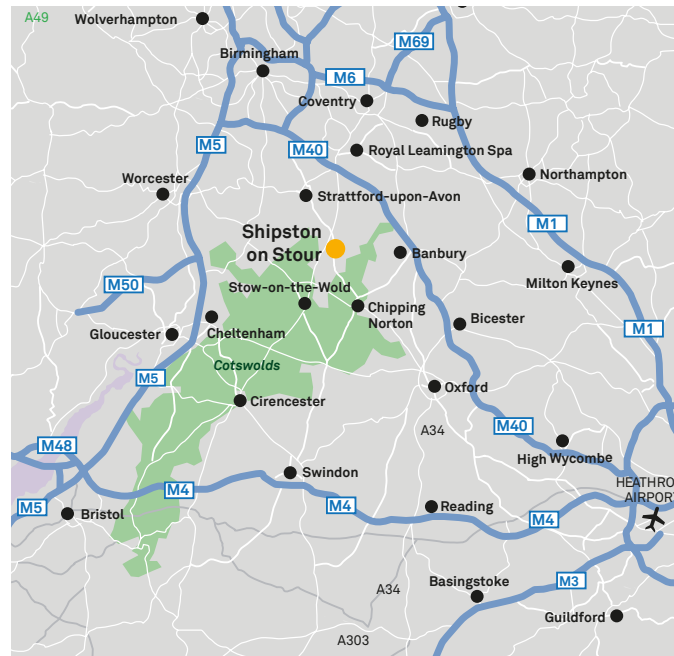 A49
Wolverhampton
M69
Birmingham
M6
Coventry
Rugby
M5
M40
Royal Leamington Spa
Northampton
Worcester
Strattford-upon-Avon
M1
Shipston
on Stour
Banbury
M50
Milton Keynes
Stow-on-the-Wold
Chipping
Norton
Bicester
M1
Gloucester
Cheltenham
Cotswolds
M5
Oxford
Cirencester
A34
M40
M48
High Wycombe
Swindon
HEATHRO
AIRPORT
M4
M5
Bristol
M4
Reading
M4
Basingstoke
M3
A34
Guildford
A303